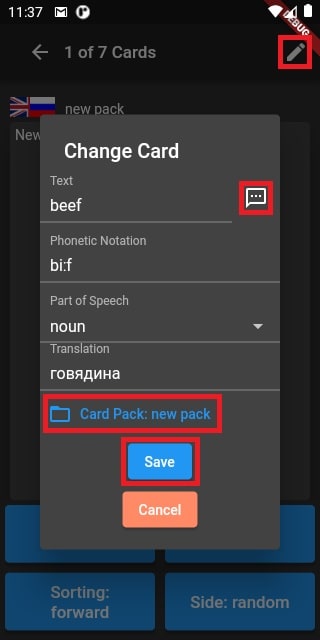 11:37
DEBUG
1 of 7 Cards
new pack
New
Change Card
Text
beef
Phonetic Notation
bi:f
Part of Speech
noun
Translation
говядина
Card Pack: new pack
Save
Cancel
Sorting:
forward
Side: random